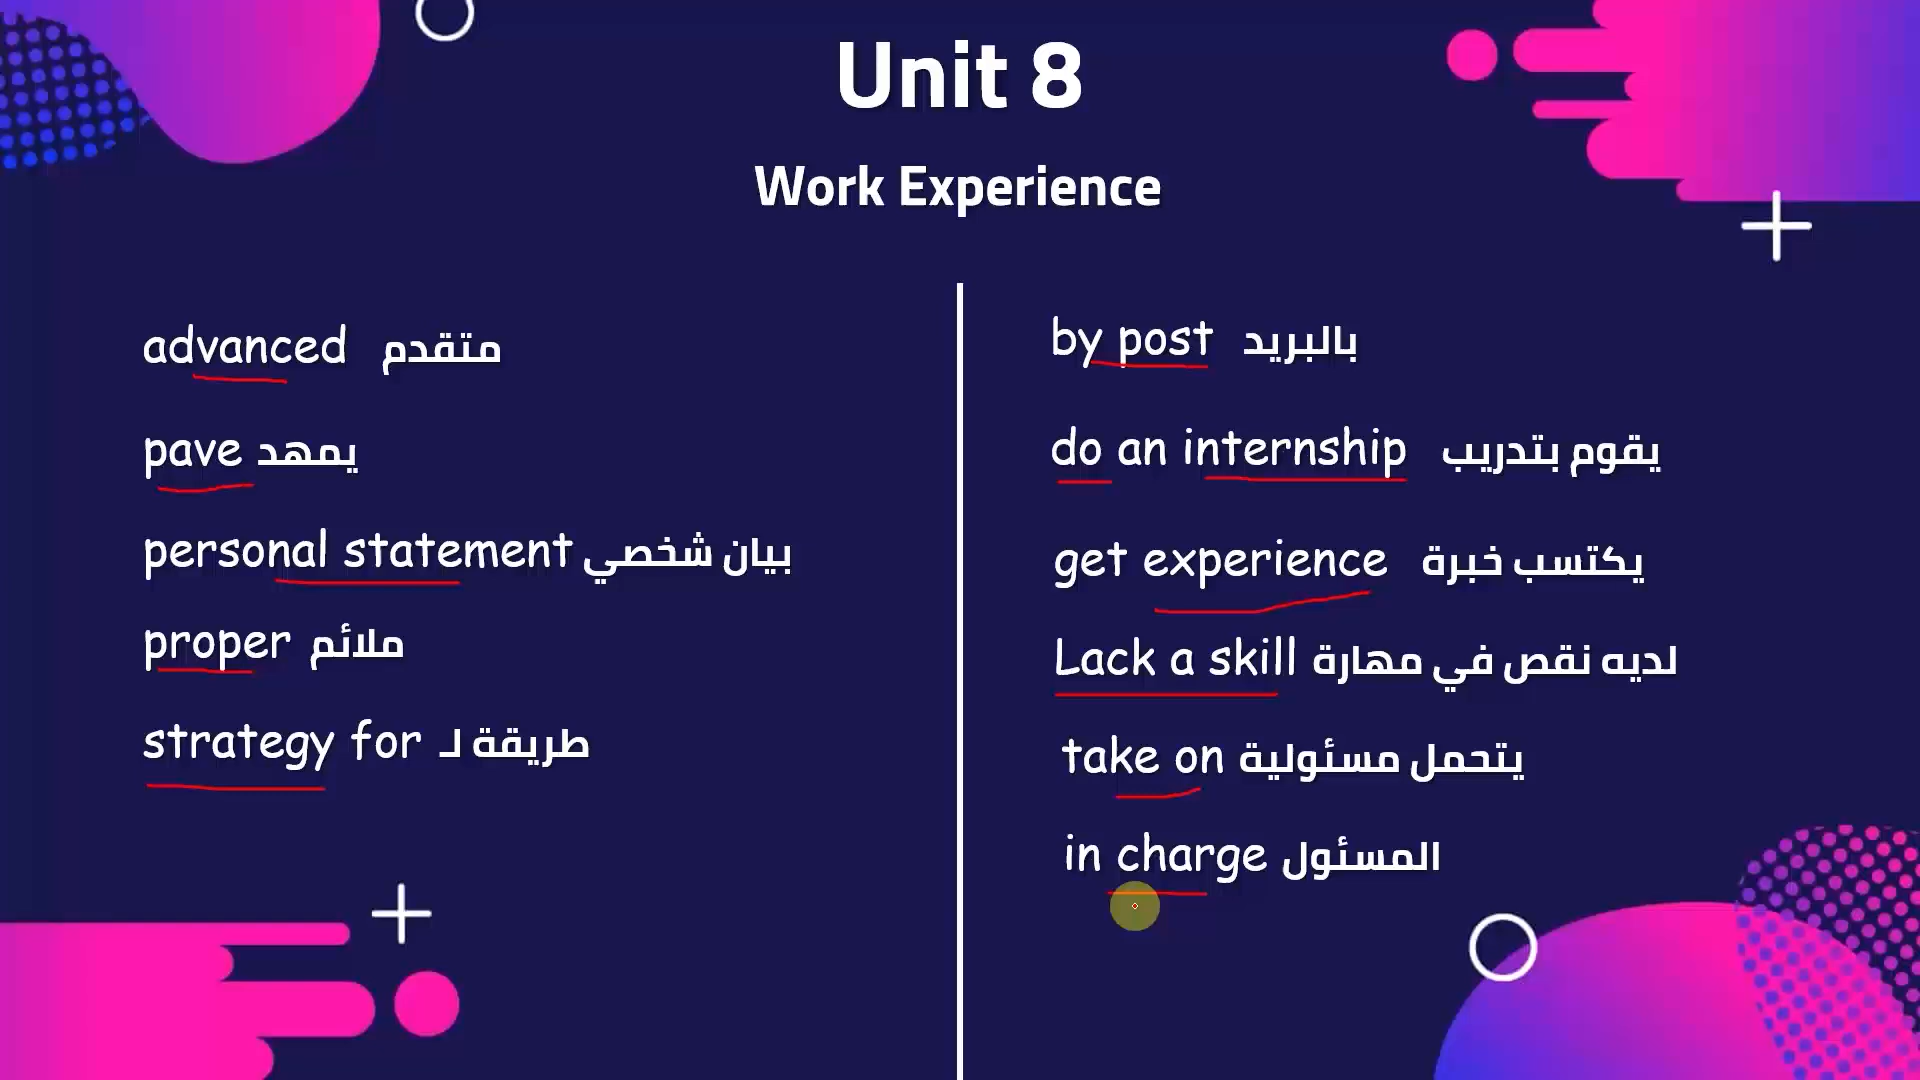 Unit 8
Work Experience
advanced متقدم
pave يمهد
personal statement بيان شخصي
proper ملائم
strategy for طريقة لـ
by post بالبريد
do an internship يقوم بتدريب
get experience يكتسب خبرة
Lack a skill لديه نقص في مهارة
take on يتحمل مسئولية
in charge المسئول